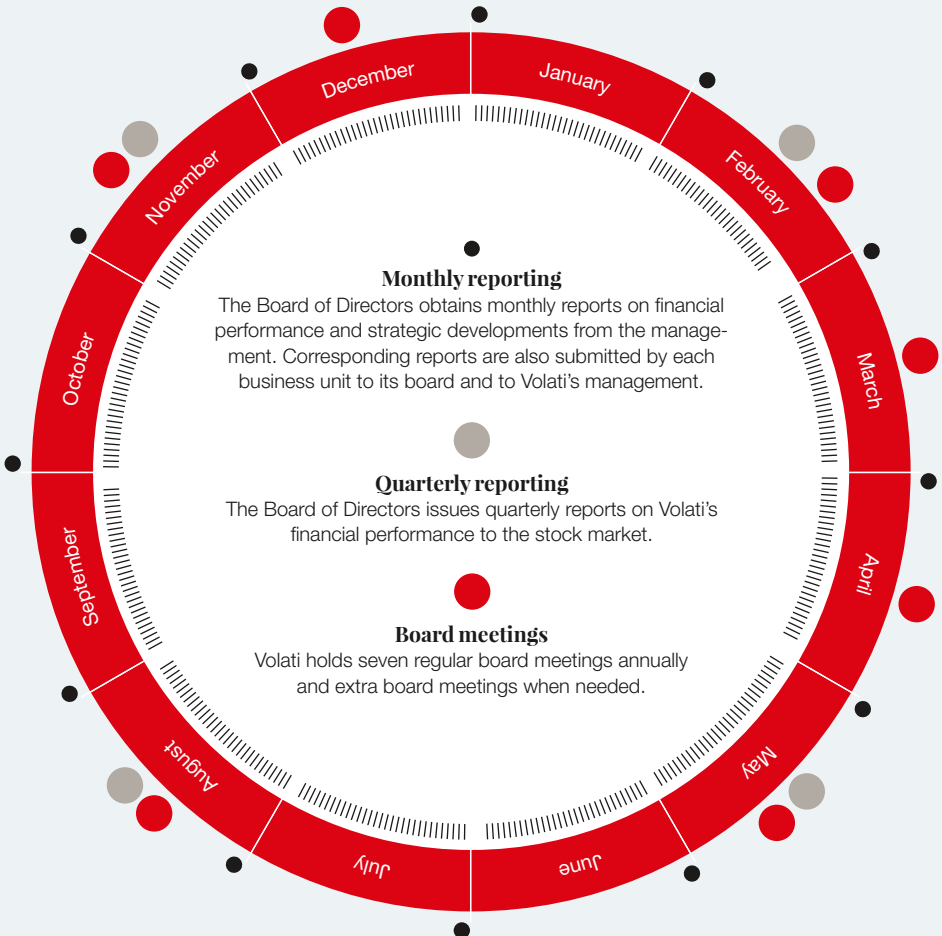 January
February
March
April
May
June
July
August
September
October
November
December
Monthly reporting
The Board of Directors obtains monthly reports on financial
performance and strategic developments from the manage-
ment. Corresponding reports are also submitted by each
business unit to its board and to Volati’s management.
Quarterly reporting
The Board of Directors issues quarterly reports on Volati’s
financial performance to the stock market.
Board meetings
Volati holds seven regular board meetings annually
and extra board meetings when needed.